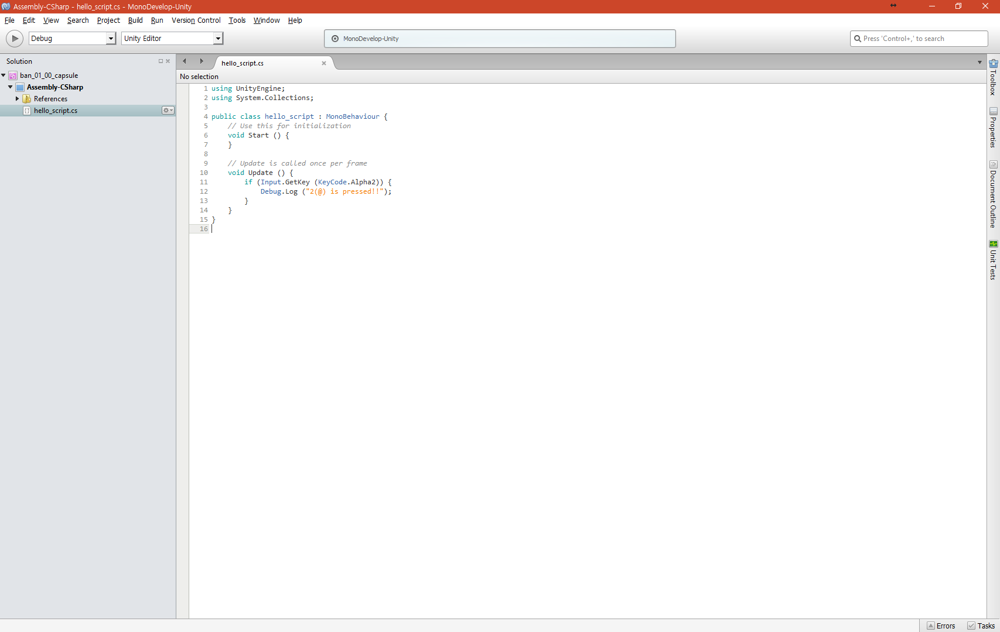 Assembly-CSharp - hello_script.cs - MonoDevelop-Unity
File Edit View Search Project Build Run Version Control Tools Window Help
Debug Unity Editor MonoDevelop-Unity Press 'Control+,' to search
Solution
ban_01_00_capsule
Assembly-CSharp
References
hello_script.cs
hello_script.cs
No selection
1 using UnityEngine;
2 using System.Collections;
3
4 public class hello_script : MonoBehaviour {
5 // Use this for initialization
6 void Start () {
7 }
8
9 // Update is called once per frame
10 void Update () {
11 if (Input.GetKey (KeyCode.Alpha2)) {
12 Debug.Log ("2(@) is pressed!!");
13 }
14 }
15 }
16
Toolbox
Properties
Document Outline
Unit Tests
Errors Tasks